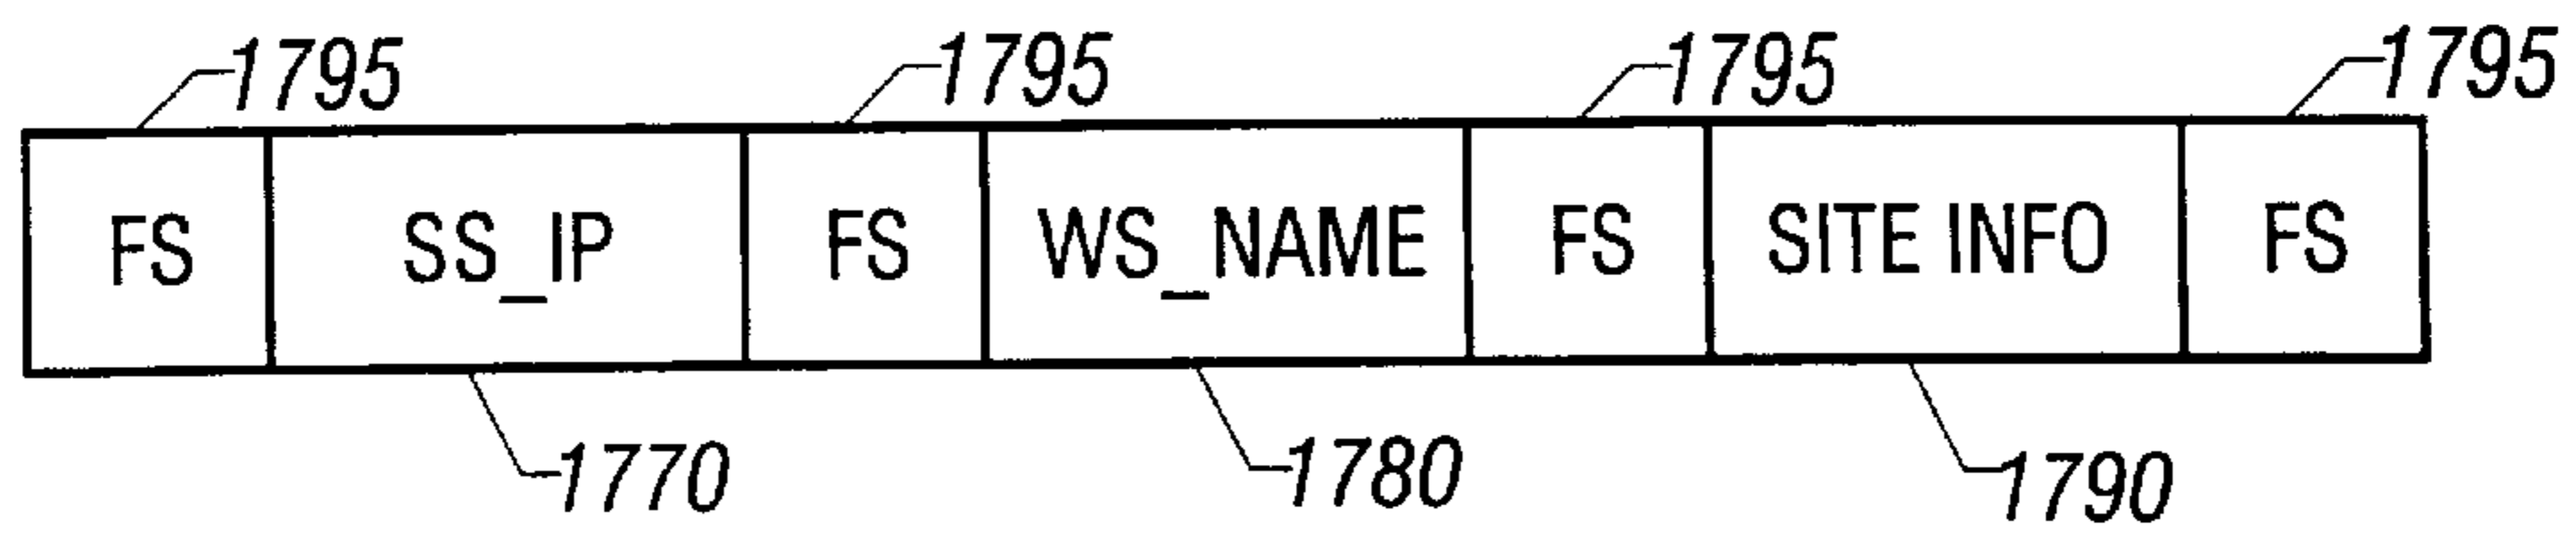 1795 1795 1795 1795
FS SS_IP FS WS_NAME FS SITE INFO FS
1770 1780 1790